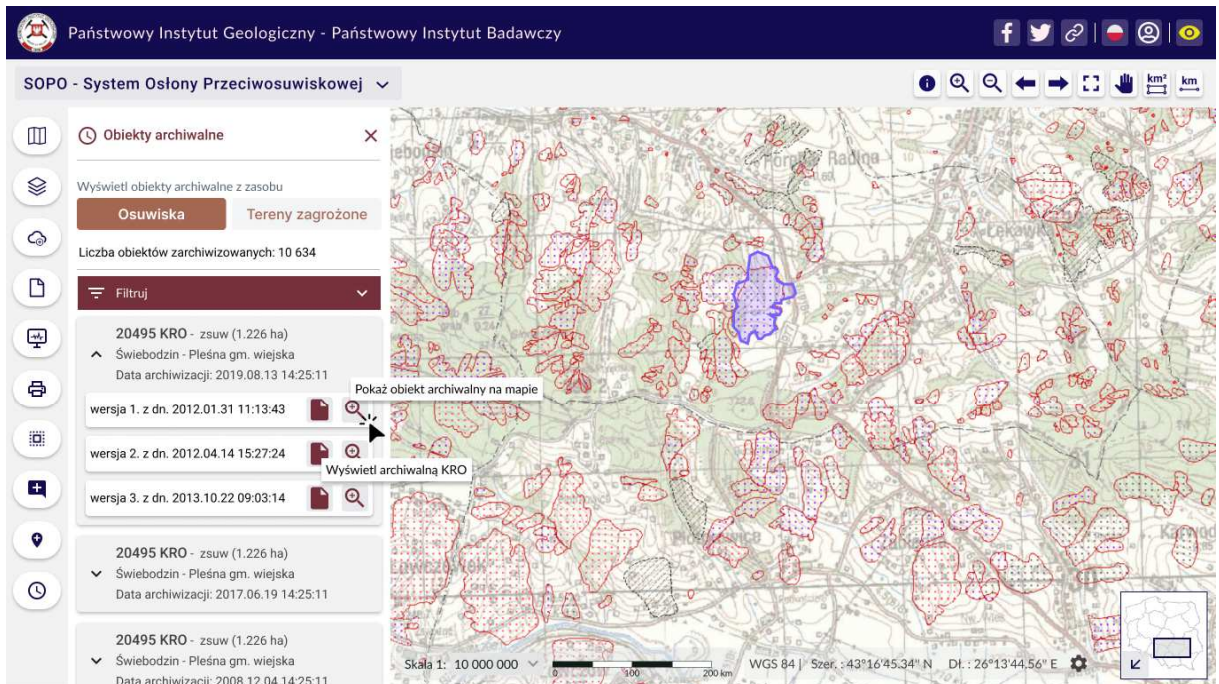 Państwowy Instytut Geologiczny - Państwowy Instytut Badawczy
SOPO - System Osłony Przeciwosuwiskowej
km²
km
Obiekty archiwalne
Wyświetl obiekty archiwalne z zasobu
Osuwiska
Tereny zagrożone
Liczba obiektów zarchiwizowanych: 10 634
Filtruj
20495 KRO - zsuw (1.226 ha)
Świebodzin - Pleśna gm. wiejska
Data archiwizacji: 2019.08.13 14:25:11
Pokaż obiekt archiwalny na mapie
wersja 1. z dn. 2012.01.31 11:13:43
wersja 2. z dn. 2012.04.14 15:27:24
Wyświetl archiwalną KRO
wersja 3. z dn. 2013.10.22 09:03:14
20495 KRO - zsuw (1.226 ha)
Świebodzin - Pleśna gm. wiejska
Data archiwizacji: 2017.06.19 14:25:11
20495 KRO - zsuw (1.226 ha)
Świebodzin - Pleśna gm. wiejska
Data archiwizacji: 2008.12.04 14:25:11
Radlna
Skala 1: 10 000 000
0 100 200 km
WGS 84 | Szer. : 43°16'45.34" N Dł. : 26°13'44,56" E